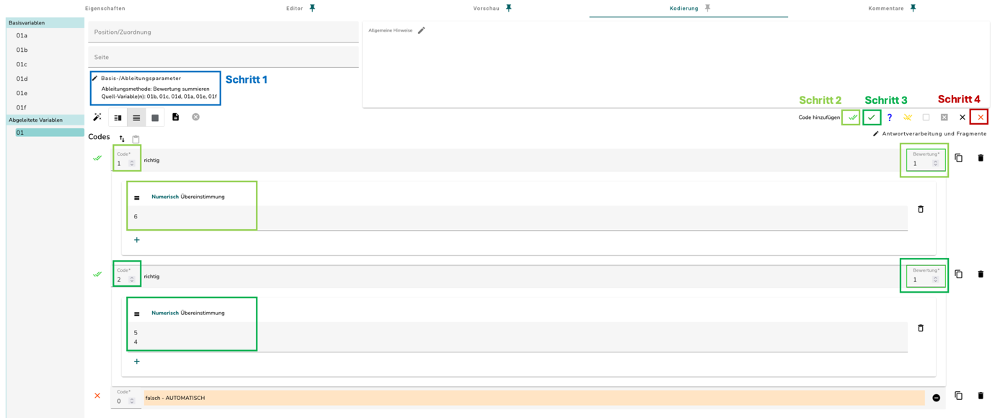 Eigenschaften
Editor
Vorschau
Kodierung
Kommentare
Basisvariablen
01a
01b
01c
01d
01e
01f
Abgeleitete Variablen
01
Position/Zuordnung
Seite
Basis-/Ableitungsparameter
Ableitungsmethode: Bewertung summieren
Quell-Variable(n): 01b, 01c, 01d, 01a, 01e, 01f
Schritt 1
Allgemeine Hinweise
Schritt 2
Schritt 3
Schritt 4
Code hinzufügen
?
Antwortverarbeitung und Fragmente
Codes
Code*
1
richtig
Bewertung*
1
Numerisch Übereinstimmung
6
+
Code*
2
richtig
Bewertung*
1
Numerisch Übereinstimmung
5
4
+
Code*
0
falsch - AUTOMATISCH